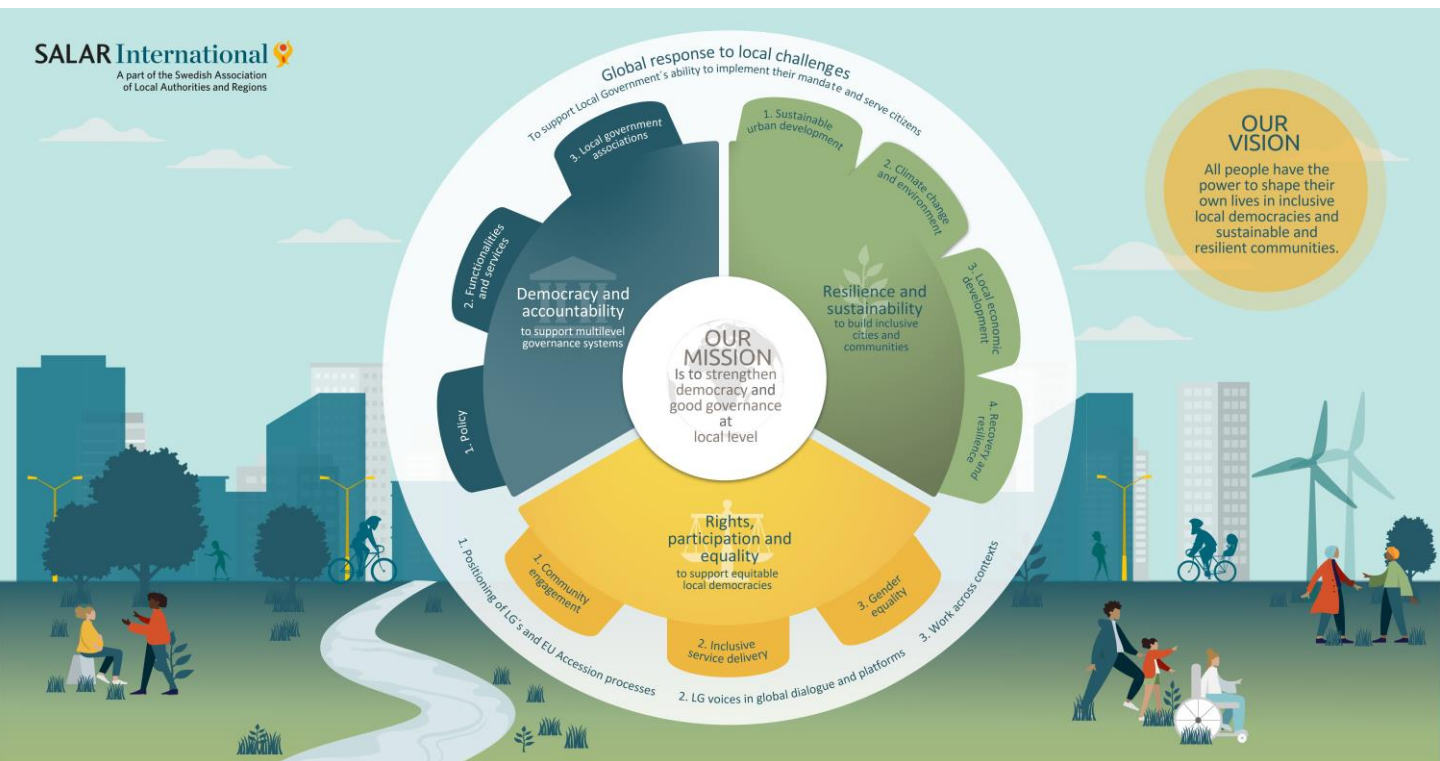 SALAR International
A part of the Swedish Association
of Local Authorities and Regions
Global response to local challenges
To support Local Government´s ability to implement their mandate and serve citizens
OUR
VISION
All people have the
power to shape their
own lives in inclusive
local democracies and
sustainable and
resilient communities.
3. Local government
associations
2. Functionalities
and services
1. Policy
Democracy and
accountability
to support multilevel
governance systems
1. Sustainable
urban development
2. Climate change
and environment
3. Local economic
development
4. Recovery and
resilience
Resilience and
sustainability
to build inclusive
cities and
communities
OUR
MISSION
Is to strengthen
democracy and
good governance
at
local level
Rights,
participation and
equality
to support equitable
local democracies
1. Community
engagement
2. Inclusive
service delivery
3. Gender
equality
1. Positioning of LG´s and EU Accession processes
2. LG voices in global dialogue and platforms
3. Work across contexts